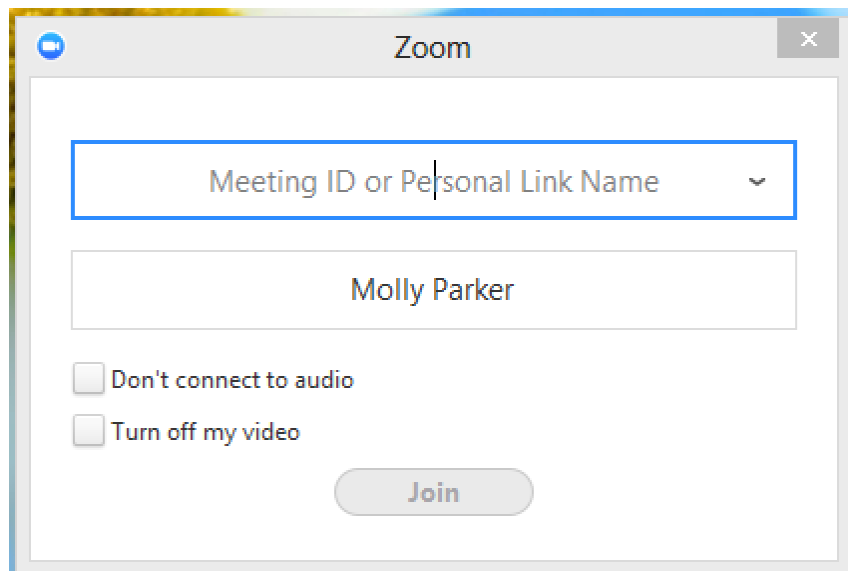 Zoom
Meeting ID or Personal Link Name
Molly Parker
Don't connect to audio
Turn off my video
Join